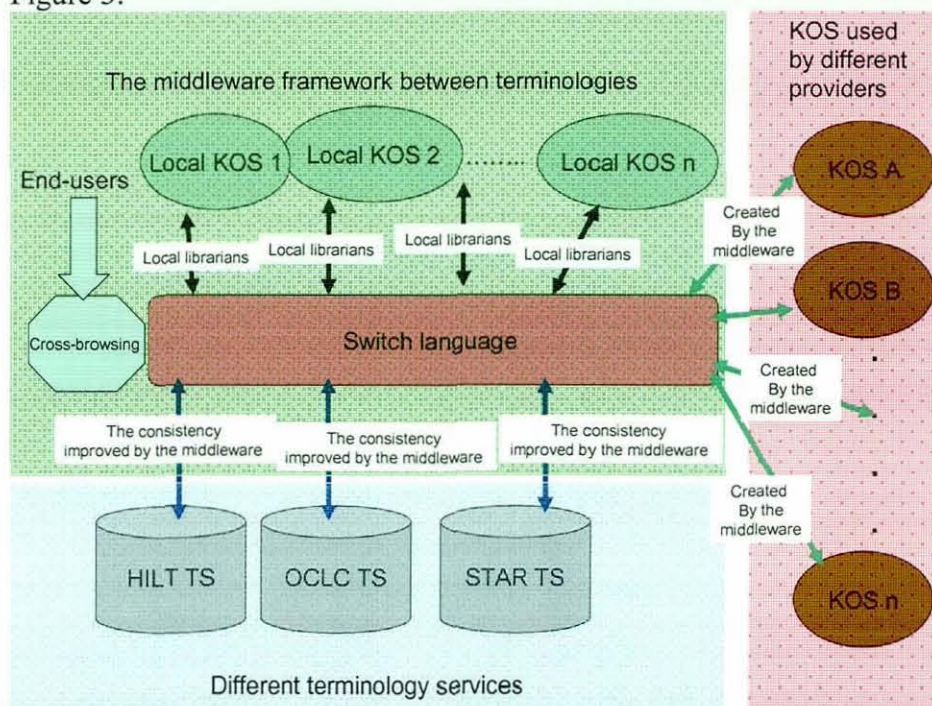 Figure 3:
The middleware framework between terminologies
KOS used
by different
providers
End-users
Local KOS 1
Local KOS 2
........
Local KOS n
KOS A
Local librarians
Local librarians
Local librarians
Local librarians
Created
By the
middleware
KOS B
Cross-browsing
Switch language
Created
By the
middleware
The consistency
improved by the middleware
The consistency
improved by the middleware
The consistency
improved by the middleware
Created
By the
middleware
HILT TS
OCLC TS
STAR TS
KOS n
Different terminology services